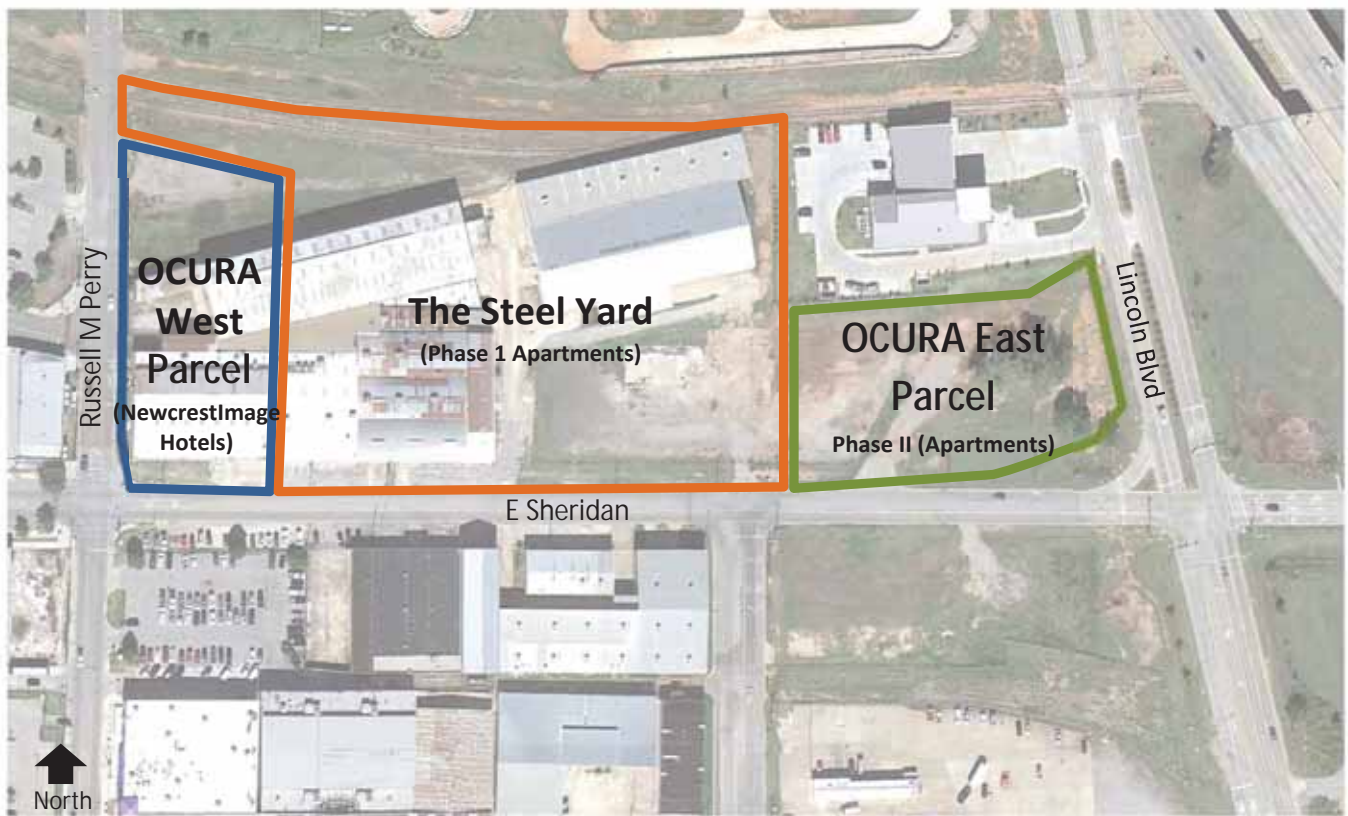 OCURA
West
Parcel
(NewcrestImage
Hotels)
The Steel Yard
(Phase 1 Apartments)
OCURA East
Parcel
Phase II (Apartments)
Russell M Perry
Lincoln Blvd
E Sheridan
North